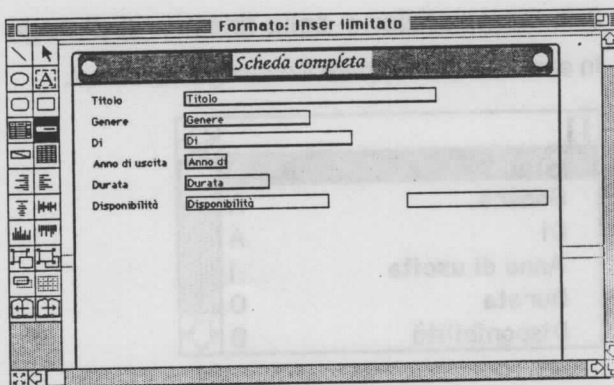 Formato: Inser limitato
Scheda completa
A
Titolo Titolo
Genere Genere
Di Di
Anno di uscita Anno di
Durata Durata
Disponibilità Disponibilità
Anno di uscita
Durata
Disponibilità